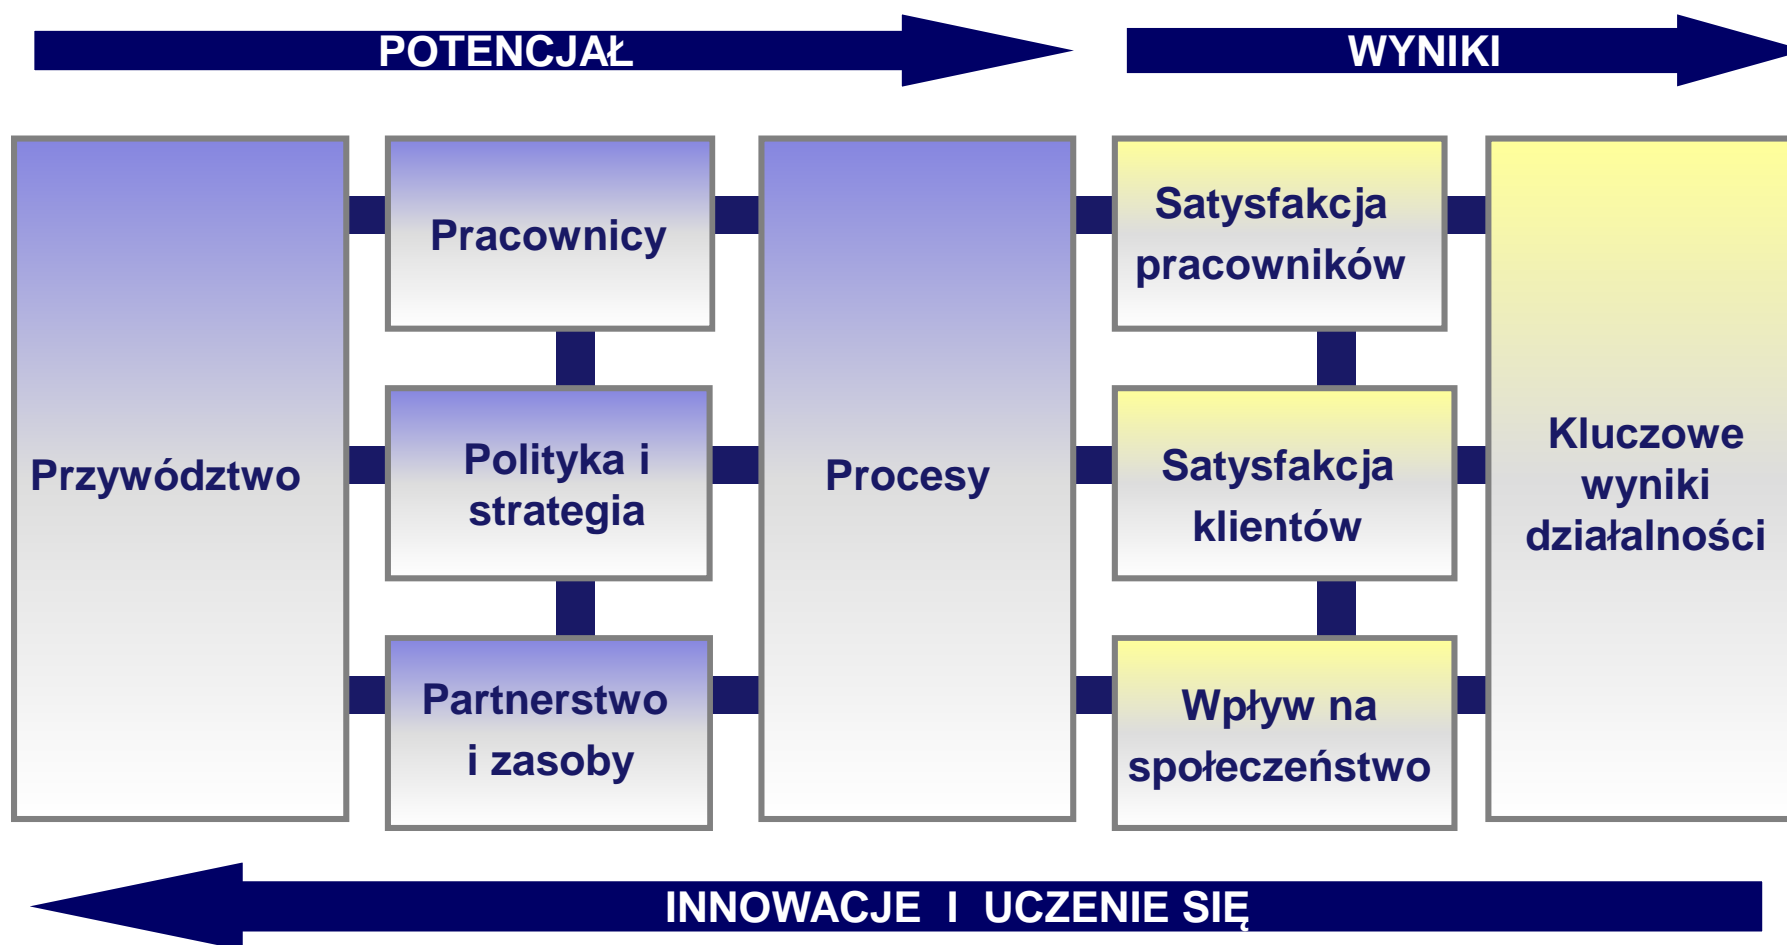 POTENCJAŁ
WYNIKI
Przywództwo
Pracownicy
Polityka i
strategia
Partnerstwo
i zasoby
Procesy
Satysfakcja
pracowników
Satysfakcja
klientów
Wpływ na
społeczeństwo
Kluczowe
wyniki
działalności
INNOWACJE I UCZENIE SIĘ